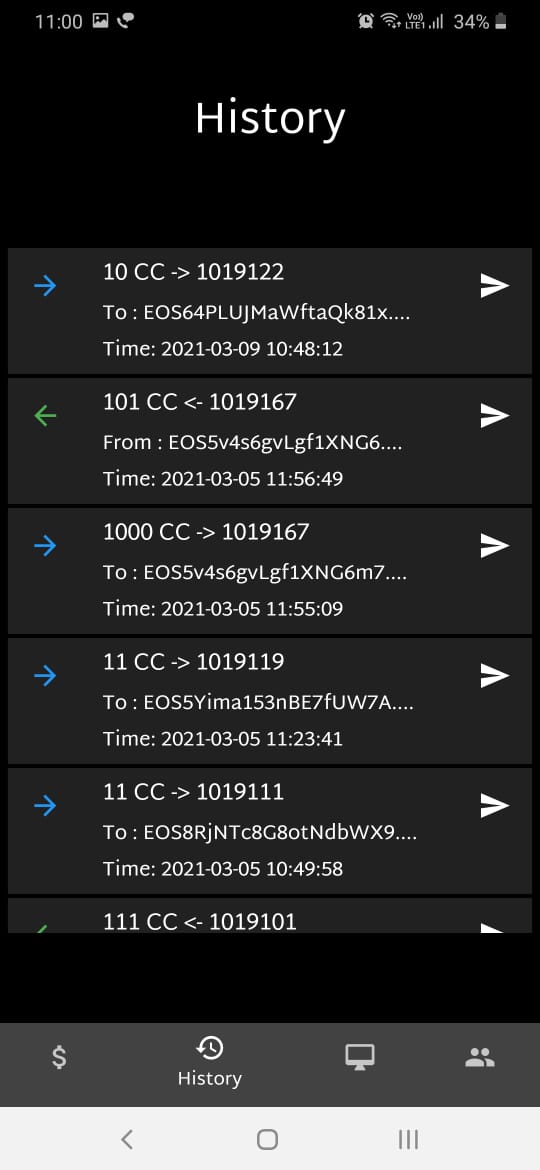 11:00 Vo) LTE1 34%
History
10 CC -> 1019122
To : EOS64PLUJMaWftaQk81x....
Time: 2021-03-09 10:48:12
101 CC <- 1019167
From : EOS5v4s6gvLgf1XNG6....
Time: 2021-03-05 11:56:49
1000 CC -> 1019167
To : EOS5v4s6gvLgf1XNG6m7....
Time: 2021-03-05 11:55:09
11 CC -> 1019119
To : EOS5Yima153nBE7fUW7A....
Time: 2021-03-05 11:23:41
11 CC -> 1019111
To : EOS8RjNTc8G8otNdbWX9....
Time: 2021-03-05 10:49:58
111 CC <- 1019101
History